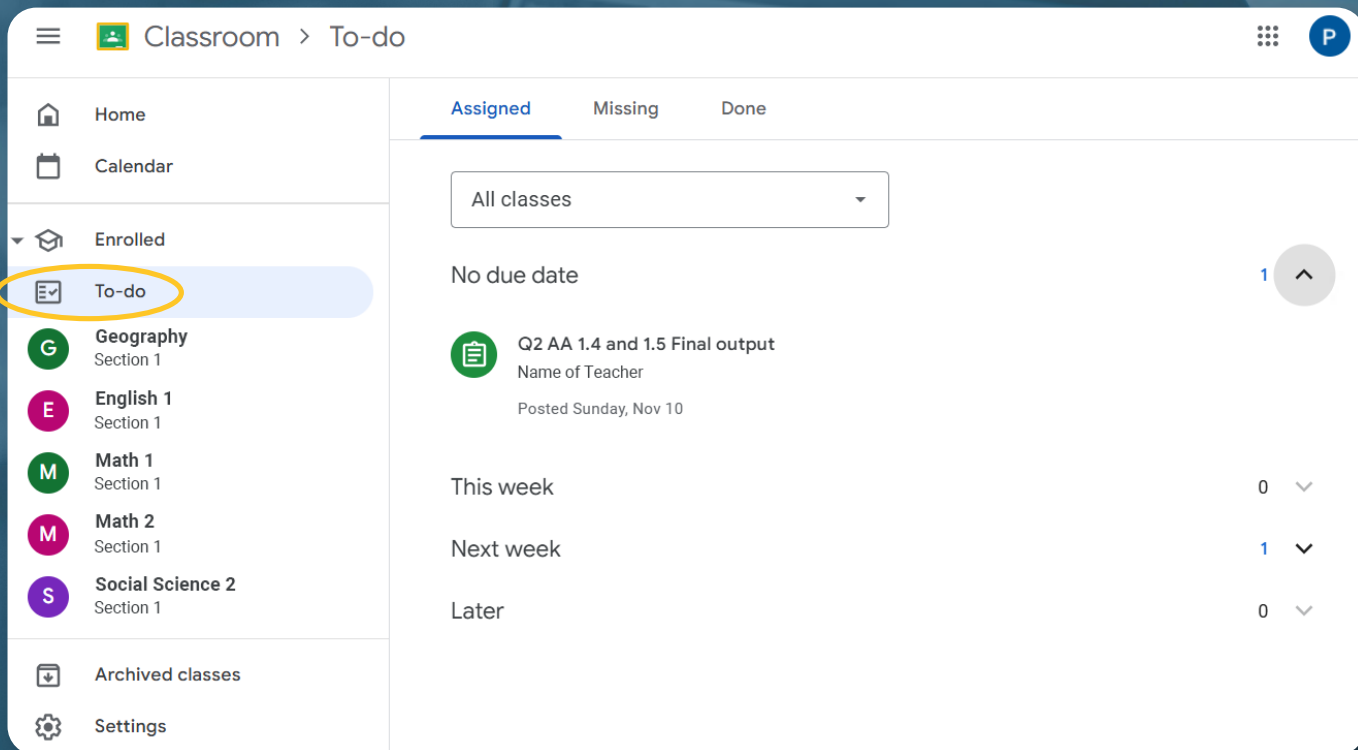 Classroom > To-do
P
Home
Calendar
Enrolled
To-do
G
Geography
Section 1
E
English 1
Section 1
M
Math 1
Section 1
M
Math 2
Section 1
S
Social Science 2
Section 1
Archived classes
Settings
Assigned Missing Done
All classes
No due date 1
Q2 AA 1.4 and 1.5 Final output
Name of Teacher
Posted Sunday, Nov 10
This week 0
Next week 1
Later 0